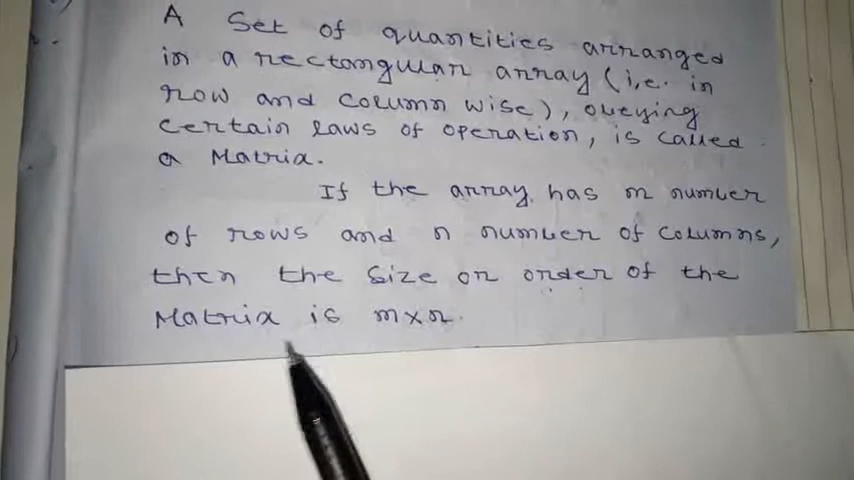 A Set of quantities arranged
in a rectangular array (i.e. in
row and column wise), obeying
certain laws of operation, is called
a Matrix.
If the array has m number
of rows and n number of columns,
then the size or order of the
Matrix is m×n.